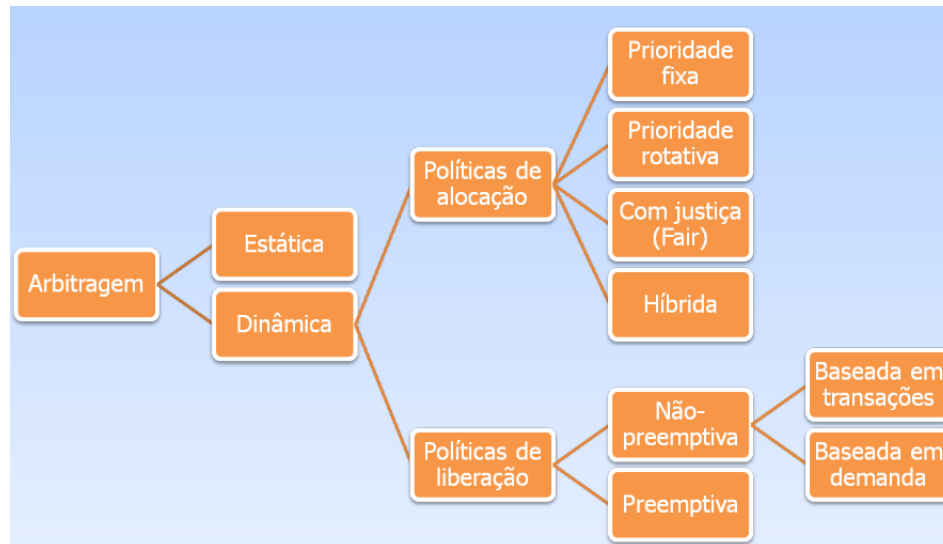 Arbitragem
Estática
Dinâmica
Políticas de
alocação
Prioridade
fixa
Prioridade
rotativa
Com justiça
(Fair)
Híbrida
Políticas de
liberação
Não-
preemptiva
Baseada em
transações
Baseada em
demanda
Preemptiva